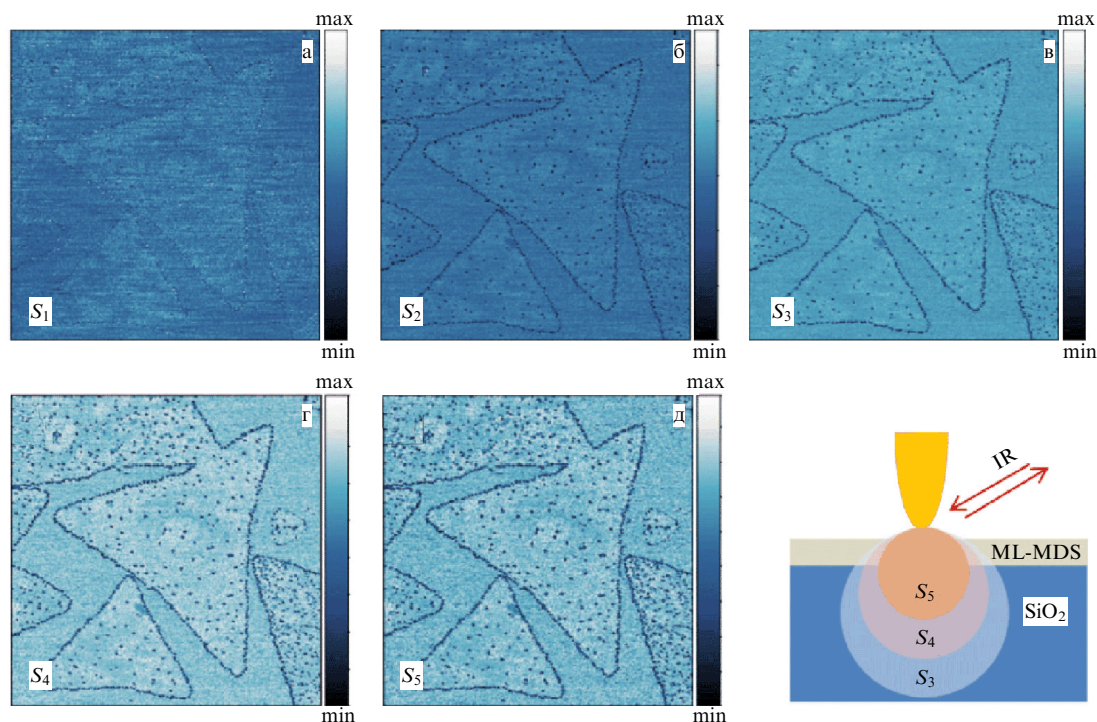 max
а
S₁
min
max
б
S₂
min
max
в
S₃
min
max
г
S₄
min
max
д
S₅
min
IR
ML-MDS
SiO₂
S₅
S₄
S₃